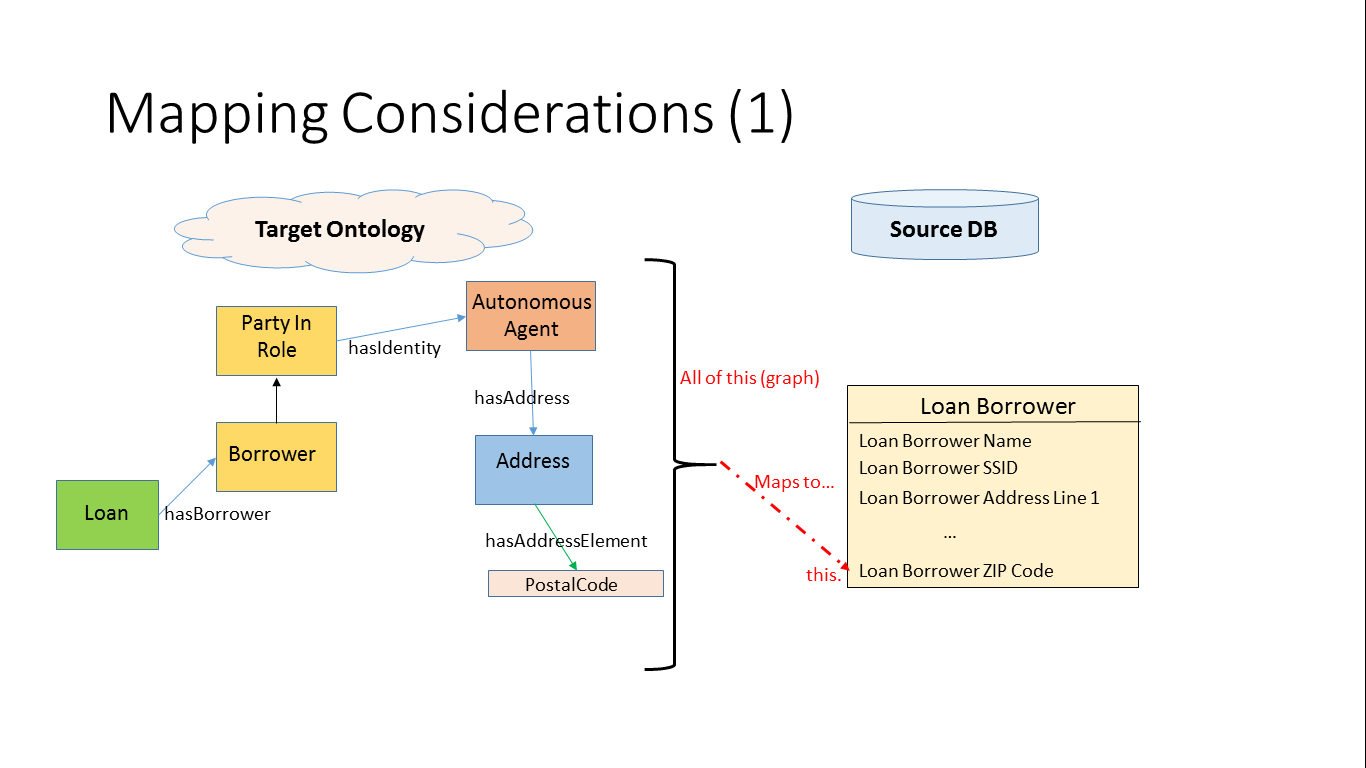 Mapping Considerations (1)
Target Ontology
Source DB
Party In
Role
hasIdentity
Autonomous
Agent
hasAddress
Borrower
Address
Loan
hasBorrower
hasAddressElement
PostalCode
All of this (graph)
Maps to...
this.
Loan Borrower
Loan Borrower Name
Loan Borrower SSID
Loan Borrower Address Line 1
...
Loan Borrower ZIP Code